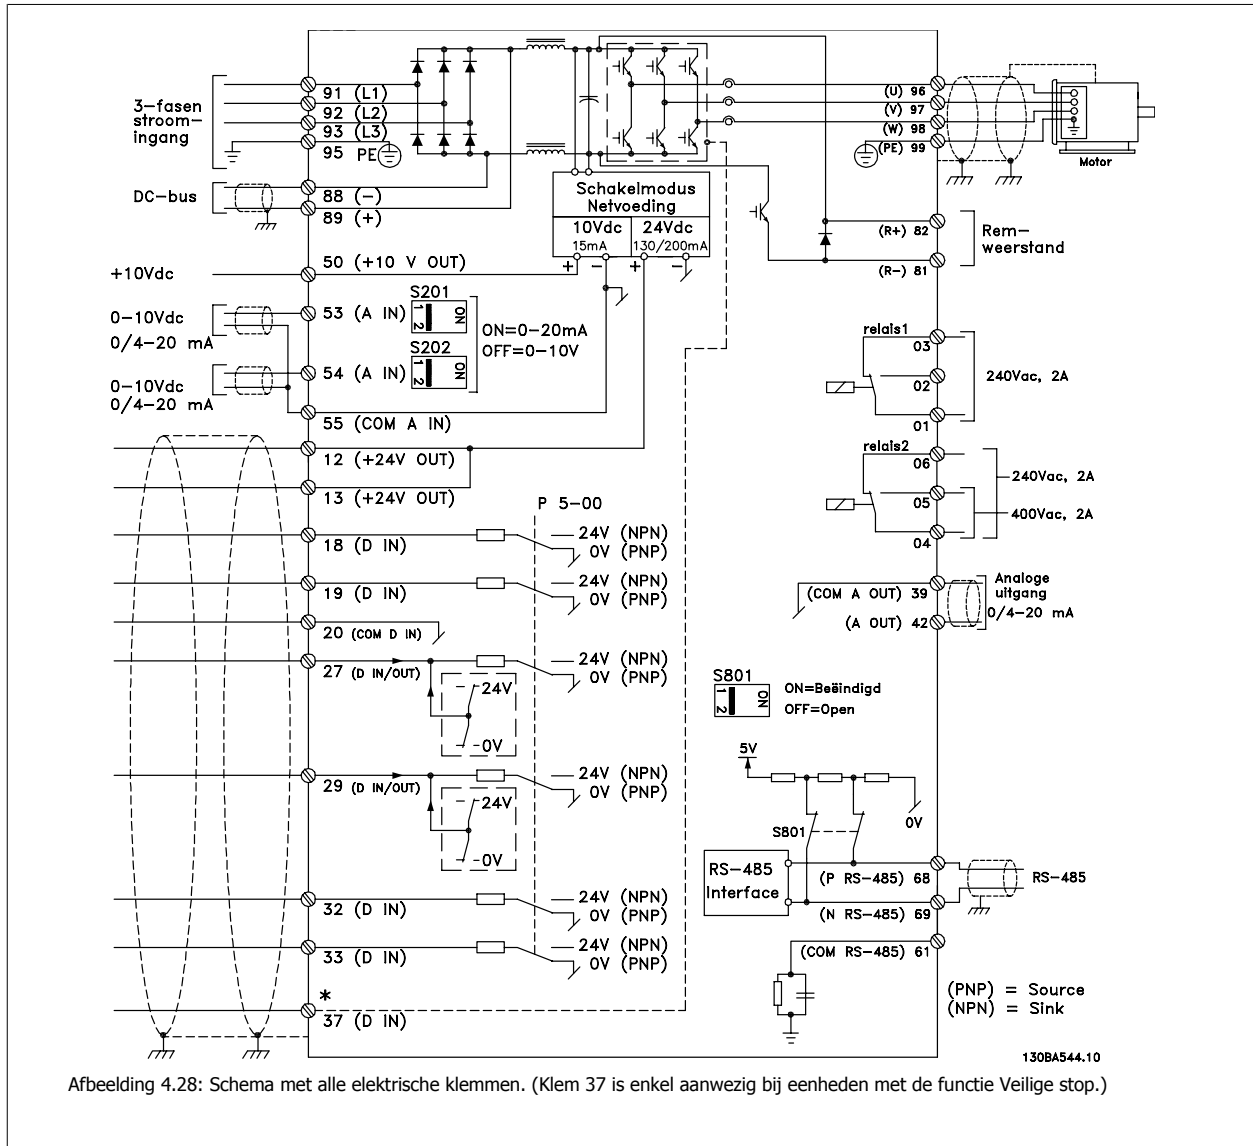 3-fasen
stroom-
ingang
91 (L1)
92 (L2)
93 (L3)
95 PE
DC-bus
88 (-)
89 (+)
+10Vdc
50 (+10 V OUT)
0-10Vdc
0/4-20 mA
53 (A IN)
S201
1 2
ON
ON=0-20mA
OFF=0-10V
0-10Vdc
0/4-20 mA
54 (A IN)
S202
1 2
ON
55 (COM A IN)
12 (+24V OUT)
13 (+24V OUT)
P 5-00
18 (D IN)
24V (NPN)
0V (PNP)
19 (D IN)
24V (NPN)
0V (PNP)
20 (COM D IN)
27 (D IN/OUT)
24V (NPN)
0V (PNP)
24V
0V
29 (D IN/OUT)
24V (NPN)
0V (PNP)
24V
0V
32 (D IN)
24V (NPN)
0V (PNP)
33 (D IN)
24V (NPN)
0V (PNP)
*
37 (D IN)
Schakelmodus
Netvoeding
10Vdc
15mA
24Vdc
130/200mA
+ - + -
(U) 96
(V) 97
(W) 98
(PE) 99
Motor
(R+) 82
Rem-
weerstand
(R-) 81
relais1
03
02
240Vac, 2A
01
relais2
06
240Vac, 2A
05
400Vac, 2A
04
(COM A OUT) 39
(A OUT) 42
Analoge
uitgang
0/4-20 mA
S801
1 2
ON
ON=Beëindigd
OFF=Open
5V
0V
S801
RS-485
Interface
(P RS-485) 68
RS-485
(N RS-485) 69
(COM RS-485) 61
(PNP) = Source
(NPN) = Sink
130BA544.10
Afbeelding 4.28: Schema met alle elektrische klemmen. (Klem 37 is enkel aanwezig bij eenheden met de functie Veilige stop.)